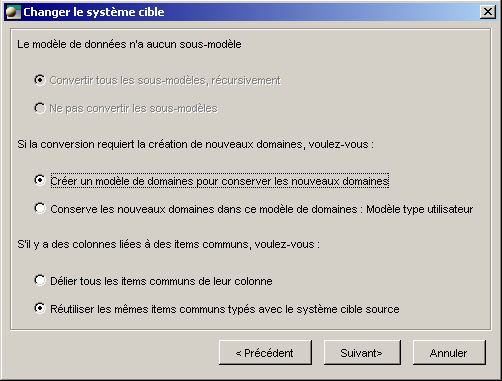 Changer le système cible
Le modèle de données n'a aucun sous-modèle
Convertir tous les sous-modèles, récursivement
Ne pas convertir les sous-modèles
Si la conversion requiert la création de nouveaux domaines, voulez-vous :
Créer un modèle de domaines pour conserver les nouveaux domaines
Conserve les nouveaux domaines dans ce modèle de domaines : Modèle type utilisateur
S'il y a des colonnes liées à des items communs, voulez-vous :
Délier tous les items communs de leur colonne
Réutiliser les mêmes items communs typés avec le système cible source
< Précédent Suivant> Annuler